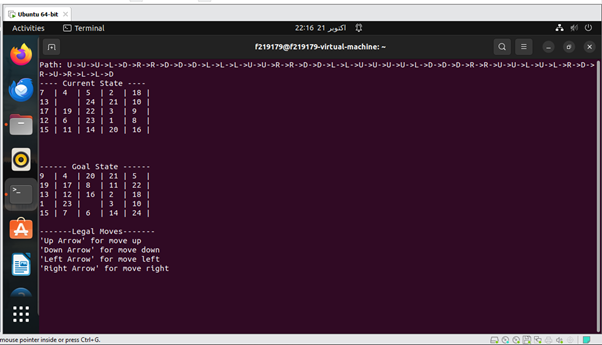 Ubuntu 64-bit
Activities
Terminal
22:16 21 اکتوبر
f219179@f219179-virtual-machine: ~
Path: U->U->U->L->D->R->R->D->D->D->L->L->L->U->U->R->R->D->D->L->L->U->U->U->U->L->D->D->D->R->R->U->U->L->U->L->R->D->
R->U->R->L->L->D
---- Current State ----
7 | 4 | 5 | 2 | 18 |
13 | | 24 | 21 | 10 |
17 | 19 | 22 | 3 | 9 |
12 | 6 | 23 | 1 | 8 |
15 | 11 | 14 | 20 | 16 |
------ Goal State ------
9 | 4 | 20 | 21 | 5 |
19 | 17 | 8 | 11 | 22 |
13 | 12 | 16 | 2 | 18 |
1 | 23 | | 3 | 10 |
15 | 7 | 6 | 14 | 24 |
-------Legal Moves-------
'Up Arrow' for move up
'Down Arrow' for move down
'Left Arrow' for move left
'Right Arrow' for move right
mouse pointer inside or press Ctrl+G.